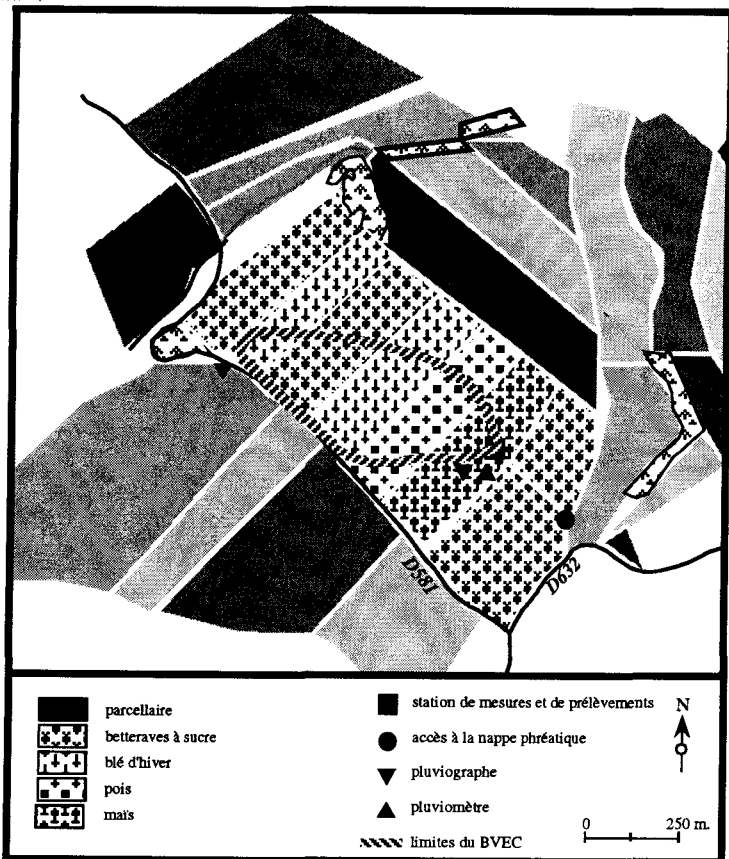 D581
D632
parcellaire
betteraves à sucre
blé d'hiver
pois
maïs
station de mesures et de prélèvements
accès à la nappe phréatique
pluviographe
pluviomètre
limites du BVEC
N
0 250 m.